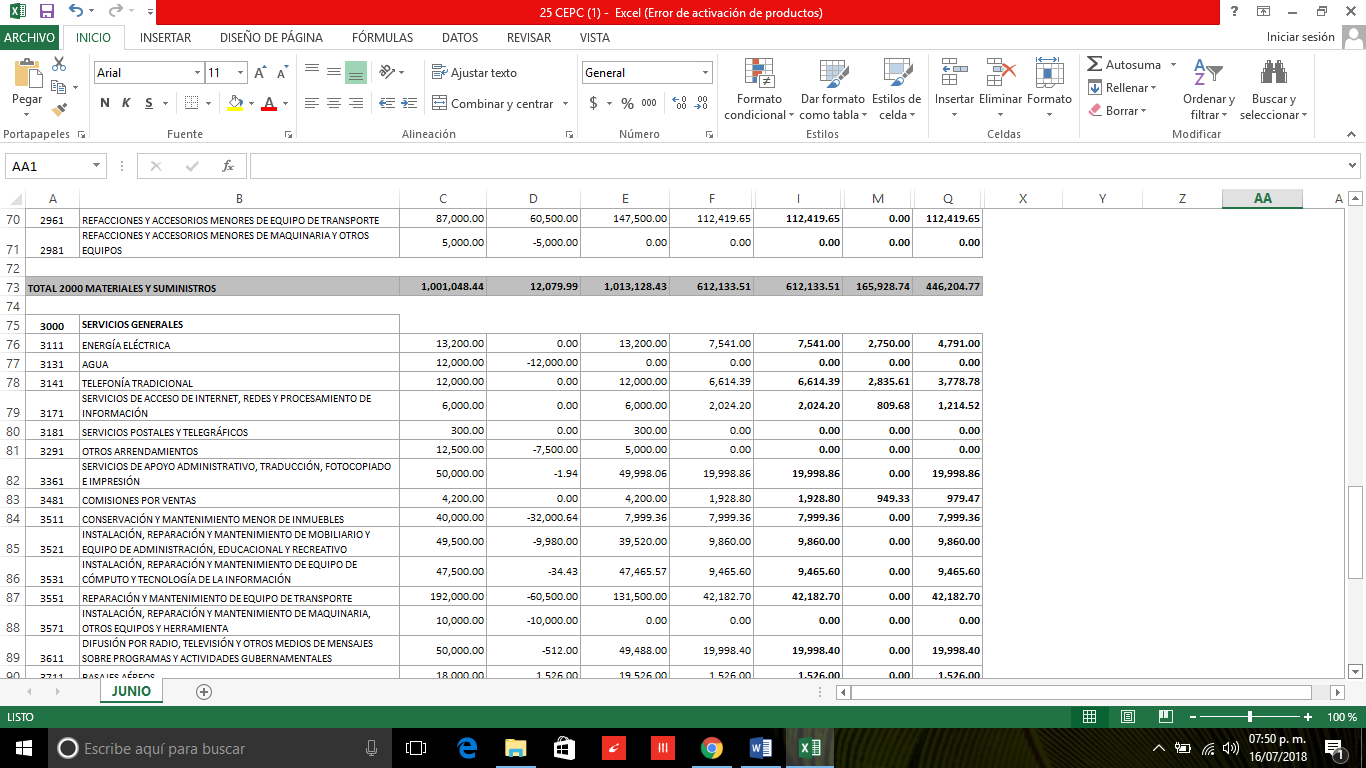 25 CEPC (1) - Excel (Error de activación de productos)
?
ARCHIVO INICIO INSERTAR DISEÑO DE PÁGINA FÓRMULAS DATOS REVISAR VISTA Iniciar sesión
Pegar
Arial 11 A A
N K S A
Ajustar texto
Combinar y centrar
General
$ % 000
Formato condicional
Dar formato como tabla
Estilos de celda
Insertar Eliminar Formato
Autosuma
Rellenar
Borrar
Ordenar y filtrar
Buscar y seleccionar
Portapapeles Fuente Alineación Número Estilos Celdas Modificar
AA1 fx
A B C D E F I M Q X Y Z AA A
70 2961 REFACCIONES Y ACCESORIOS MENORES DE EQUIPO DE TRANSPORTE 87,000.00 60,500.00 147,500.00 112,419.65 112,419.65 0.00 112,419.65
REFACCIONES Y ACCESORIOS MENORES DE MAQUINARIA Y OTROS
71 2981 EQUIPOS 5,000.00 -5,000.00 0.00 0.00 0.00 0.00 0.00
72
73 TOTAL 2000 MATERIALES Y SUMINISTROS 1,001,048.44 12,079.99 1,013,128.43 612,133.51 612,133.51 165,928.74 446,204.77
74
75 3000 SERVICIOS GENERALES
76 3111 ENERGÍA ELÉCTRICA 13,200.00 0.00 13,200.00 7,541.00 7,541.00 2,750.00 4,791.00
77 3131 AGUA 12,000.00 -12,000.00 0.00 0.00 0.00 0.00 0.00
78 3141 TELEFONÍA TRADICIONAL 12,000.00 0.00 12,000.00 6,614.39 6,614.39 2,835.61 3,778.78
SERVICIOS DE ACCESO DE INTERNET, REDES Y PROCESAMIENTO DE
79 3171 INFORMACIÓN 6,000.00 0.00 6,000.00 2,024.20 2,024.20 809.68 1,214.52
80 3181 SERVICIOS POSTALES Y TELEGRÁFICOS 300.00 0.00 300.00 0.00 0.00 0.00 0.00
81 3291 OTROS ARRENDAMIENTOS 12,500.00 -7,500.00 5,000.00 0.00 0.00 0.00 0.00
SERVICIOS DE APOYO ADMINISTRATIVO, TRADUCCIÓN, FOTOCOPIADO
82 3361 E IMPRESIÓN 50,000.00 -1.94 49,998.06 19,998.86 19,998.86 0.00 19,998.86
83 3481 COMISIONES POR VENTAS 4,200.00 0.00 4,200.00 1,928.80 1,928.80 949.33 979.47
84 3511 CONSERVACIÓN Y MANTENIMIENTO MENOR DE INMUEBLES 40,000.00 -32,000.64 7,999.36 7,999.36 7,999.36 0.00 7,999.36
INSTALACIÓN, REPARACIÓN Y MANTENIMIENTO DE MOBILIARIO Y
85 3521 EQUIPO DE ADMINISTRACIÓN, EDUCACIONAL Y RECREATIVO 49,500.00 -9,980.00 39,520.00 9,860.00 9,860.00 0.00 9,860.00
INSTALACIÓN, REPARACIÓN Y MANTENIMIENTO DE EQUIPO DE
86 3531 CÓMPUTO Y TECNOLOGÍA DE LA INFORMACIÓN 47,500.00 -34.43 47,465.57 9,465.60 9,465.60 0.00 9,465.60
87 3551 REPARACIÓN Y MANTENIMIENTO DE EQUIPO DE TRANSPORTE 192,000.00 -60,500.00 131,500.00 42,182.70 42,182.70 0.00 42,182.70
INSTALACIÓN, REPARACIÓN Y MANTENIMIENTO DE MAQUINARIA,
88 3571 OTROS EQUIPOS Y HERRAMIENTA 10,000.00 -10,000.00 0.00 0.00 0.00 0.00 0.00
DIFUSIÓN POR RADIO, TELEVISIÓN Y OTROS MEDIOS DE MENSAJES
89 3611 SOBRE PROGRAMAS Y ACTIVIDADES GUBERNAMENTALES 50,000.00 -512.00 49,488.00 19,998.40 19,998.40 0.00 19,998.40
90 3711 PASAJES AÉREOS 18,000.00 1,526.00 19,526.00 1,526.00 1,526.00 0.00 1,526.00
JUNIO
LISTO 100 %
Escribe aquí para buscar
07:50 p. m.
16/07/2018
1